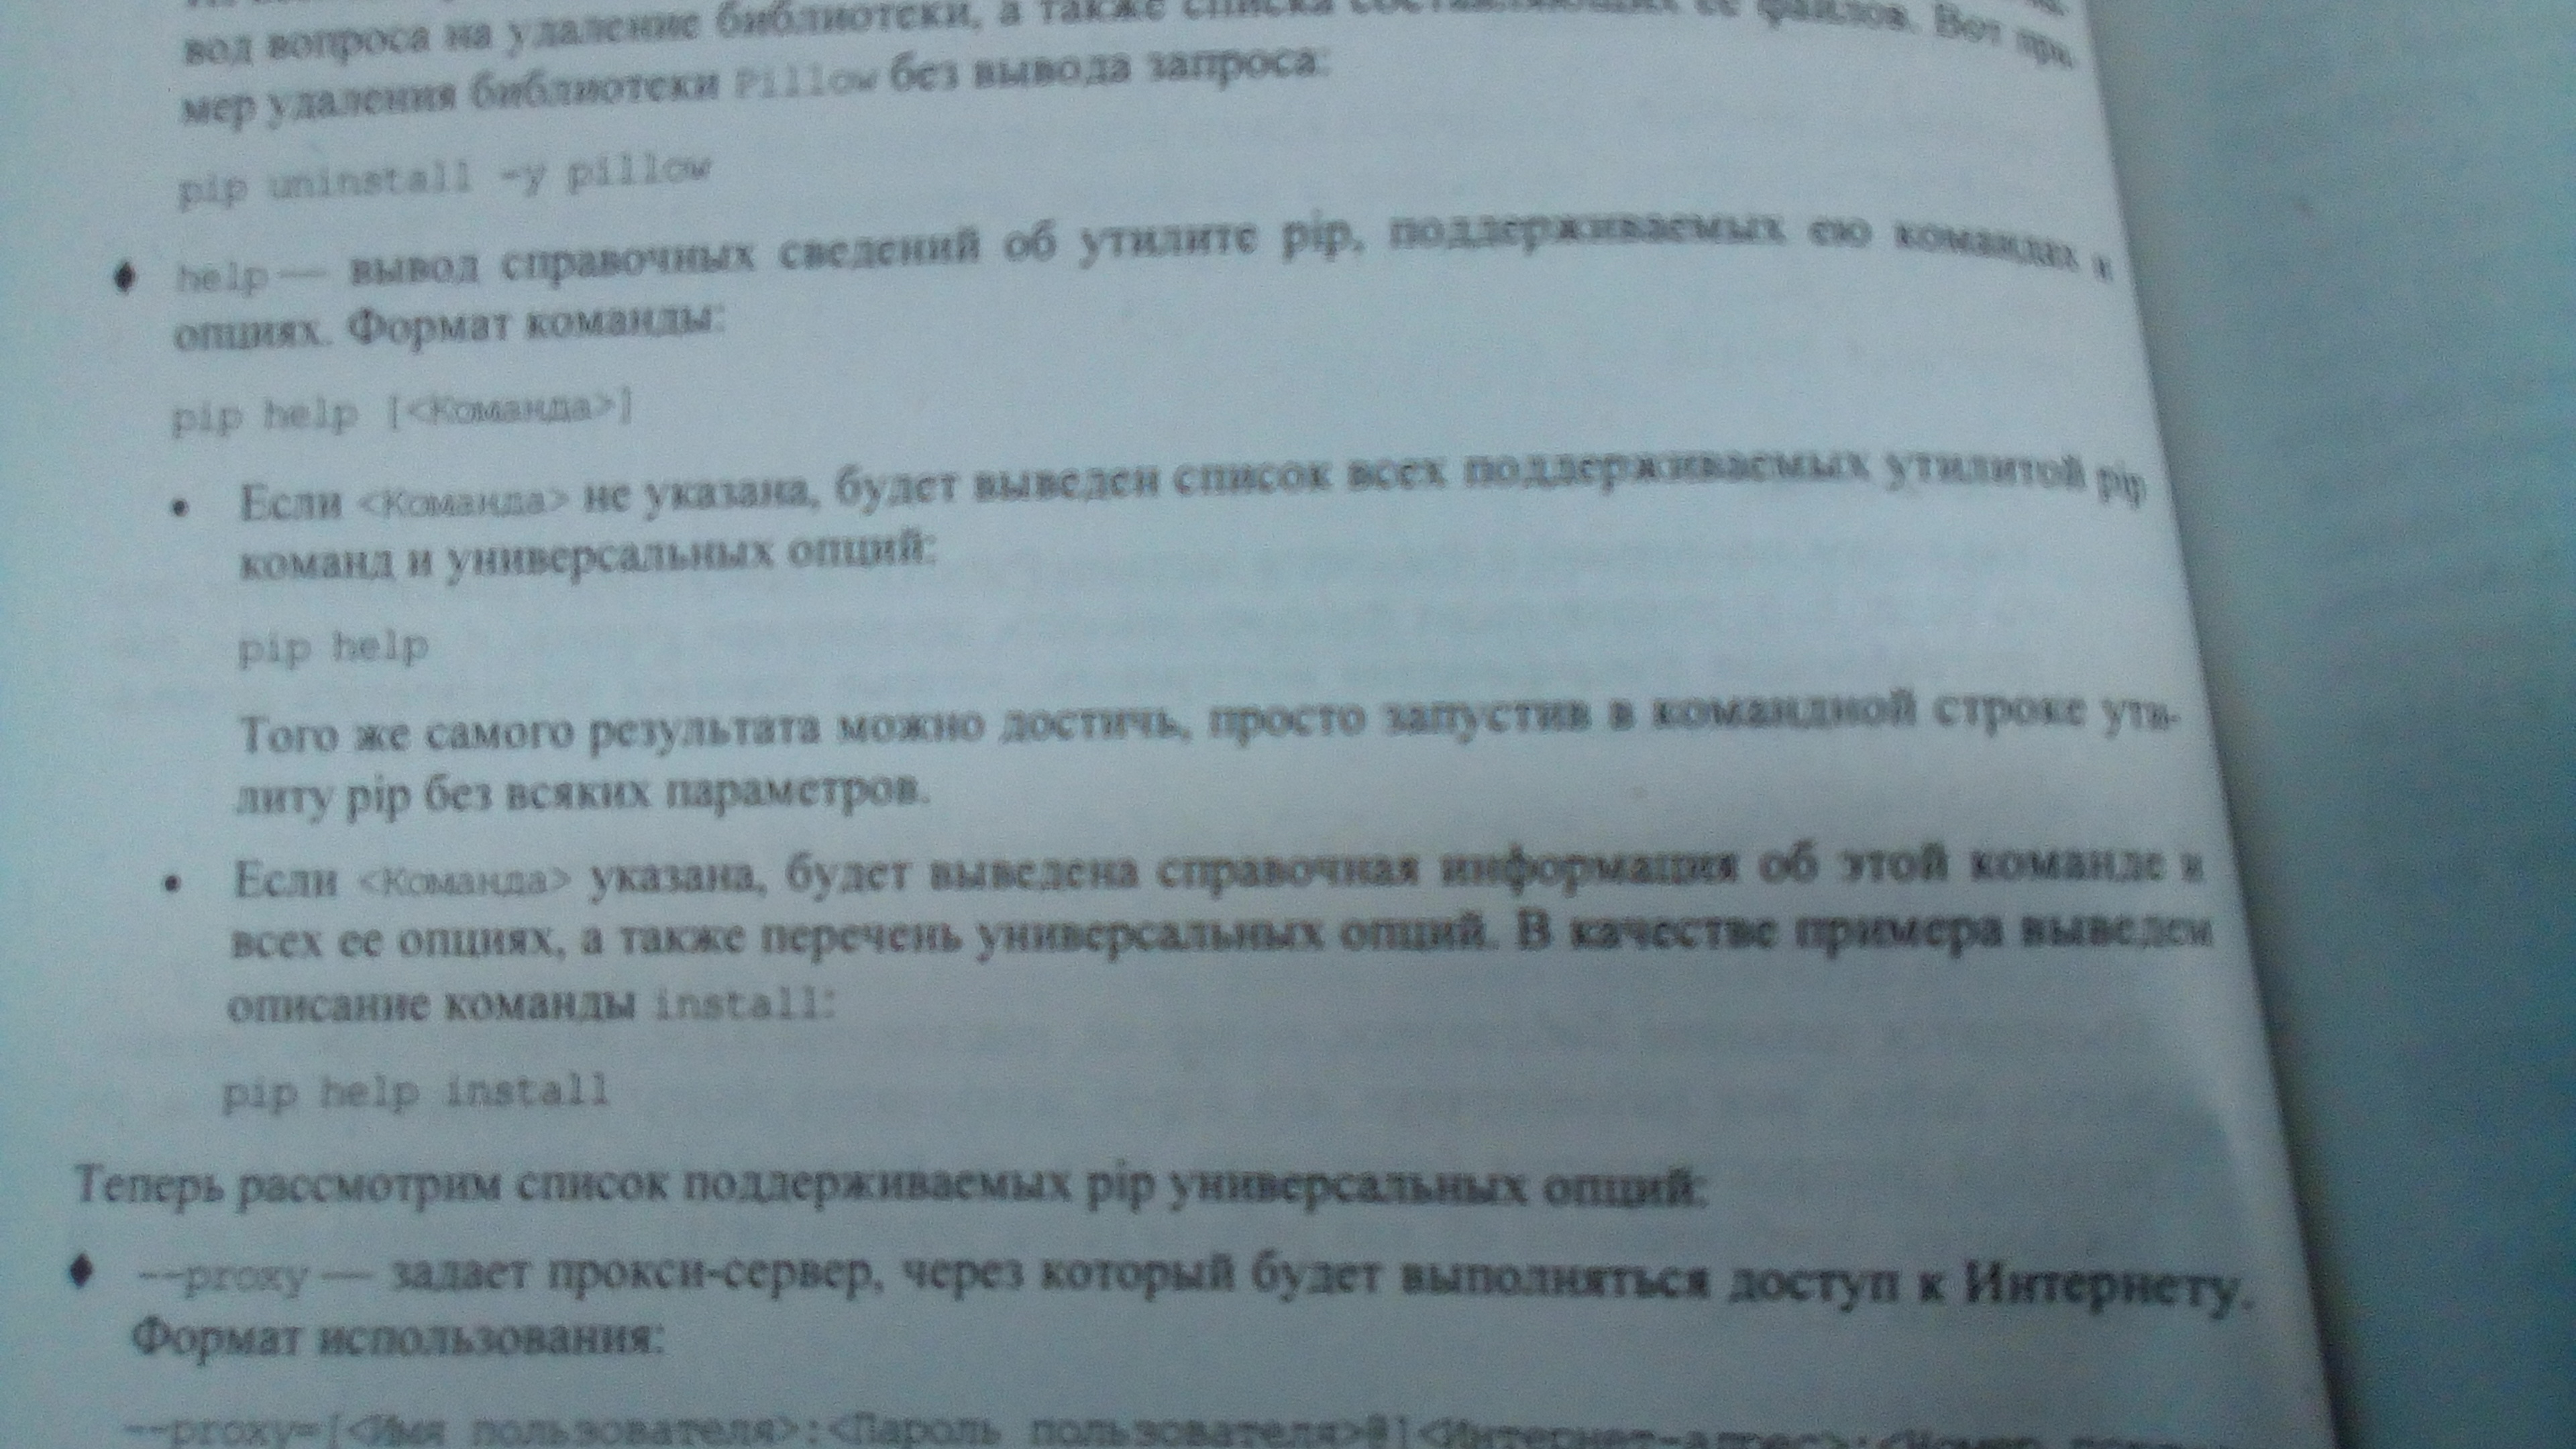 вод вопроса на удаление библиотеки, а также списка составляющих ее файлов. Вот при-
мер удаления библиотеки Pillow без вывода запроса:
pip uninstall -y pillow
♦ help — вывод справочных сведений об утилите pip, поддерживаемых ею командах и
опциях. Формат команды:
pip help [<Команда>]
• Если <Команда> не указана, будет выведен список всех поддерживаемых утилитой pip
команд и универсальных опций:
pip help
Того же самого результата можно достичь, просто запустив в командной строке ути-
литу pip без всяких параметров.
• Если <Команда> указана, будет выведена справочная информация об этой команде и
всех ее опциях, а также перечень универсальных опций. В качестве примера выведем
описание команды install:
pip help install
Теперь рассмотрим список поддерживаемых pip универсальных опций:
♦ --proxy — задает прокси-сервер, через который будет выполняться доступ к Интернету.
Формат использования:
--proxy=[<Имя пользователя>:<Пароль пользователя>@]<Интернет-адрес>:<Номер